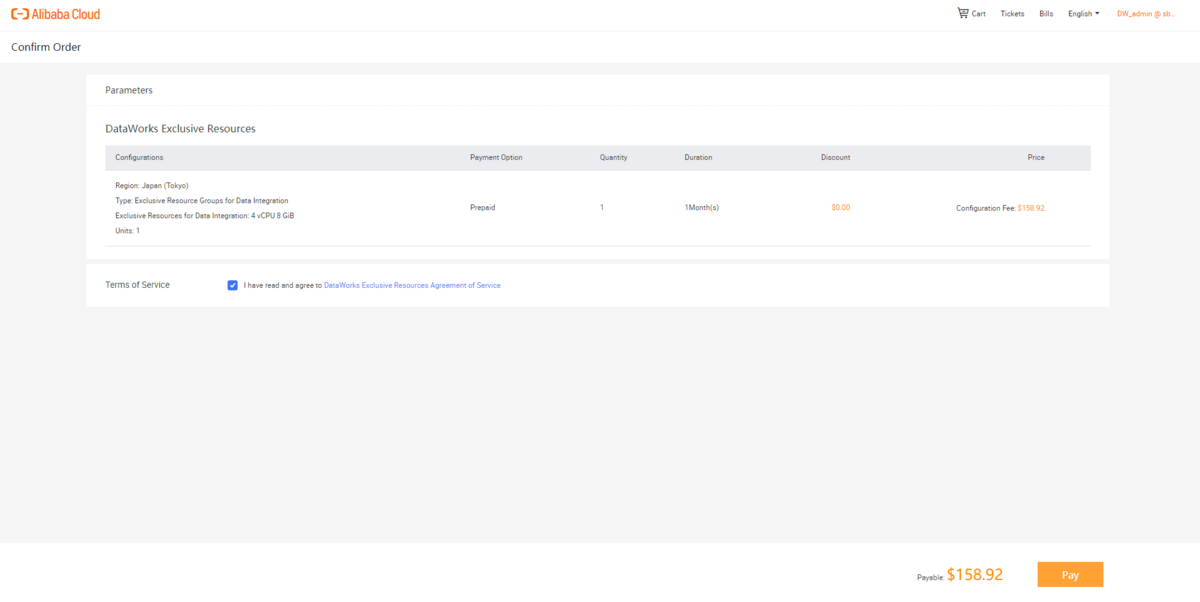 Alibaba Cloud
Cart Tickets Bills English DW_admin @ sb...
Confirm Order
Parameters
DataWorks Exclusive Resources
Configurations Payment Option Quantity Duration Discount Price
Region: Japan (Tokyo)
Type: Exclusive Resource Groups for Data Integration
Exclusive Resources for Data Integration: 4 vCPU 8 GiB
Units: 1
Prepaid 1 1Month(s) $0.00 Configuration Fee: $158.92
Terms of Service I have read and agree to DataWorks Exclusive Resources Agreement of Service
Payable: $158.92 Pay